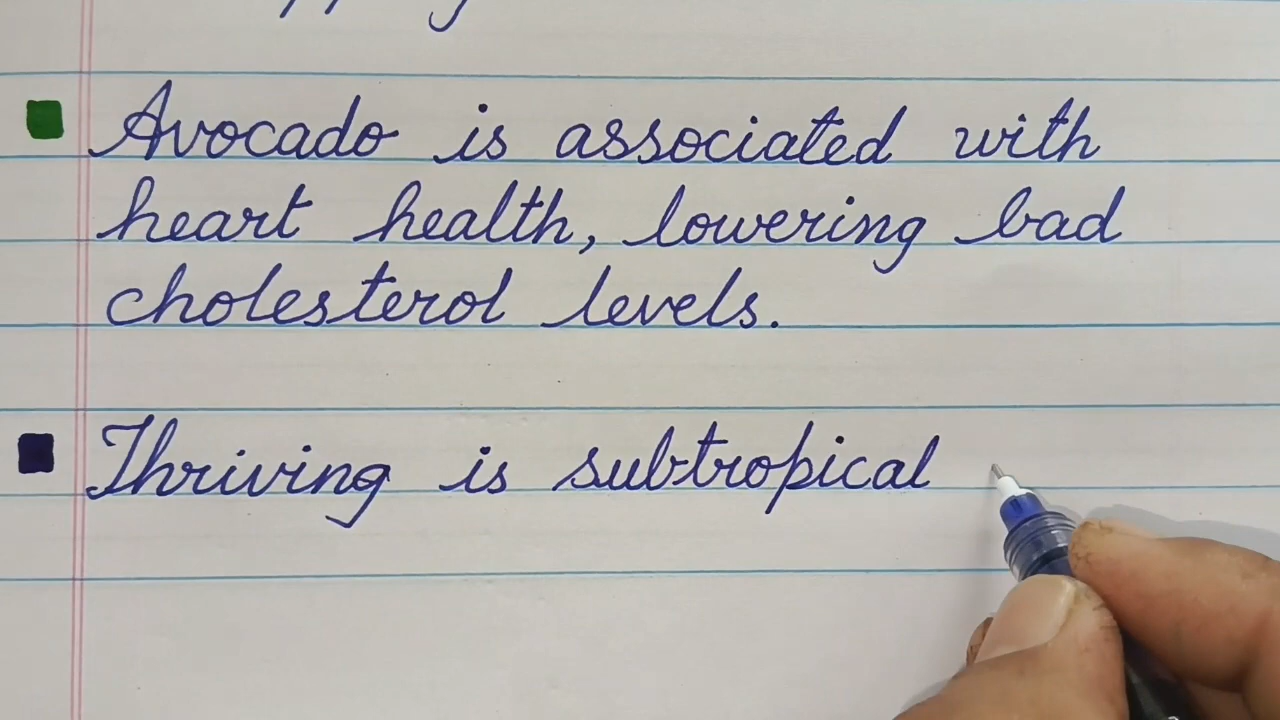 Avocado is associated with
heart health, lowering bad
cholesterol levels.
Thriving is subtropical